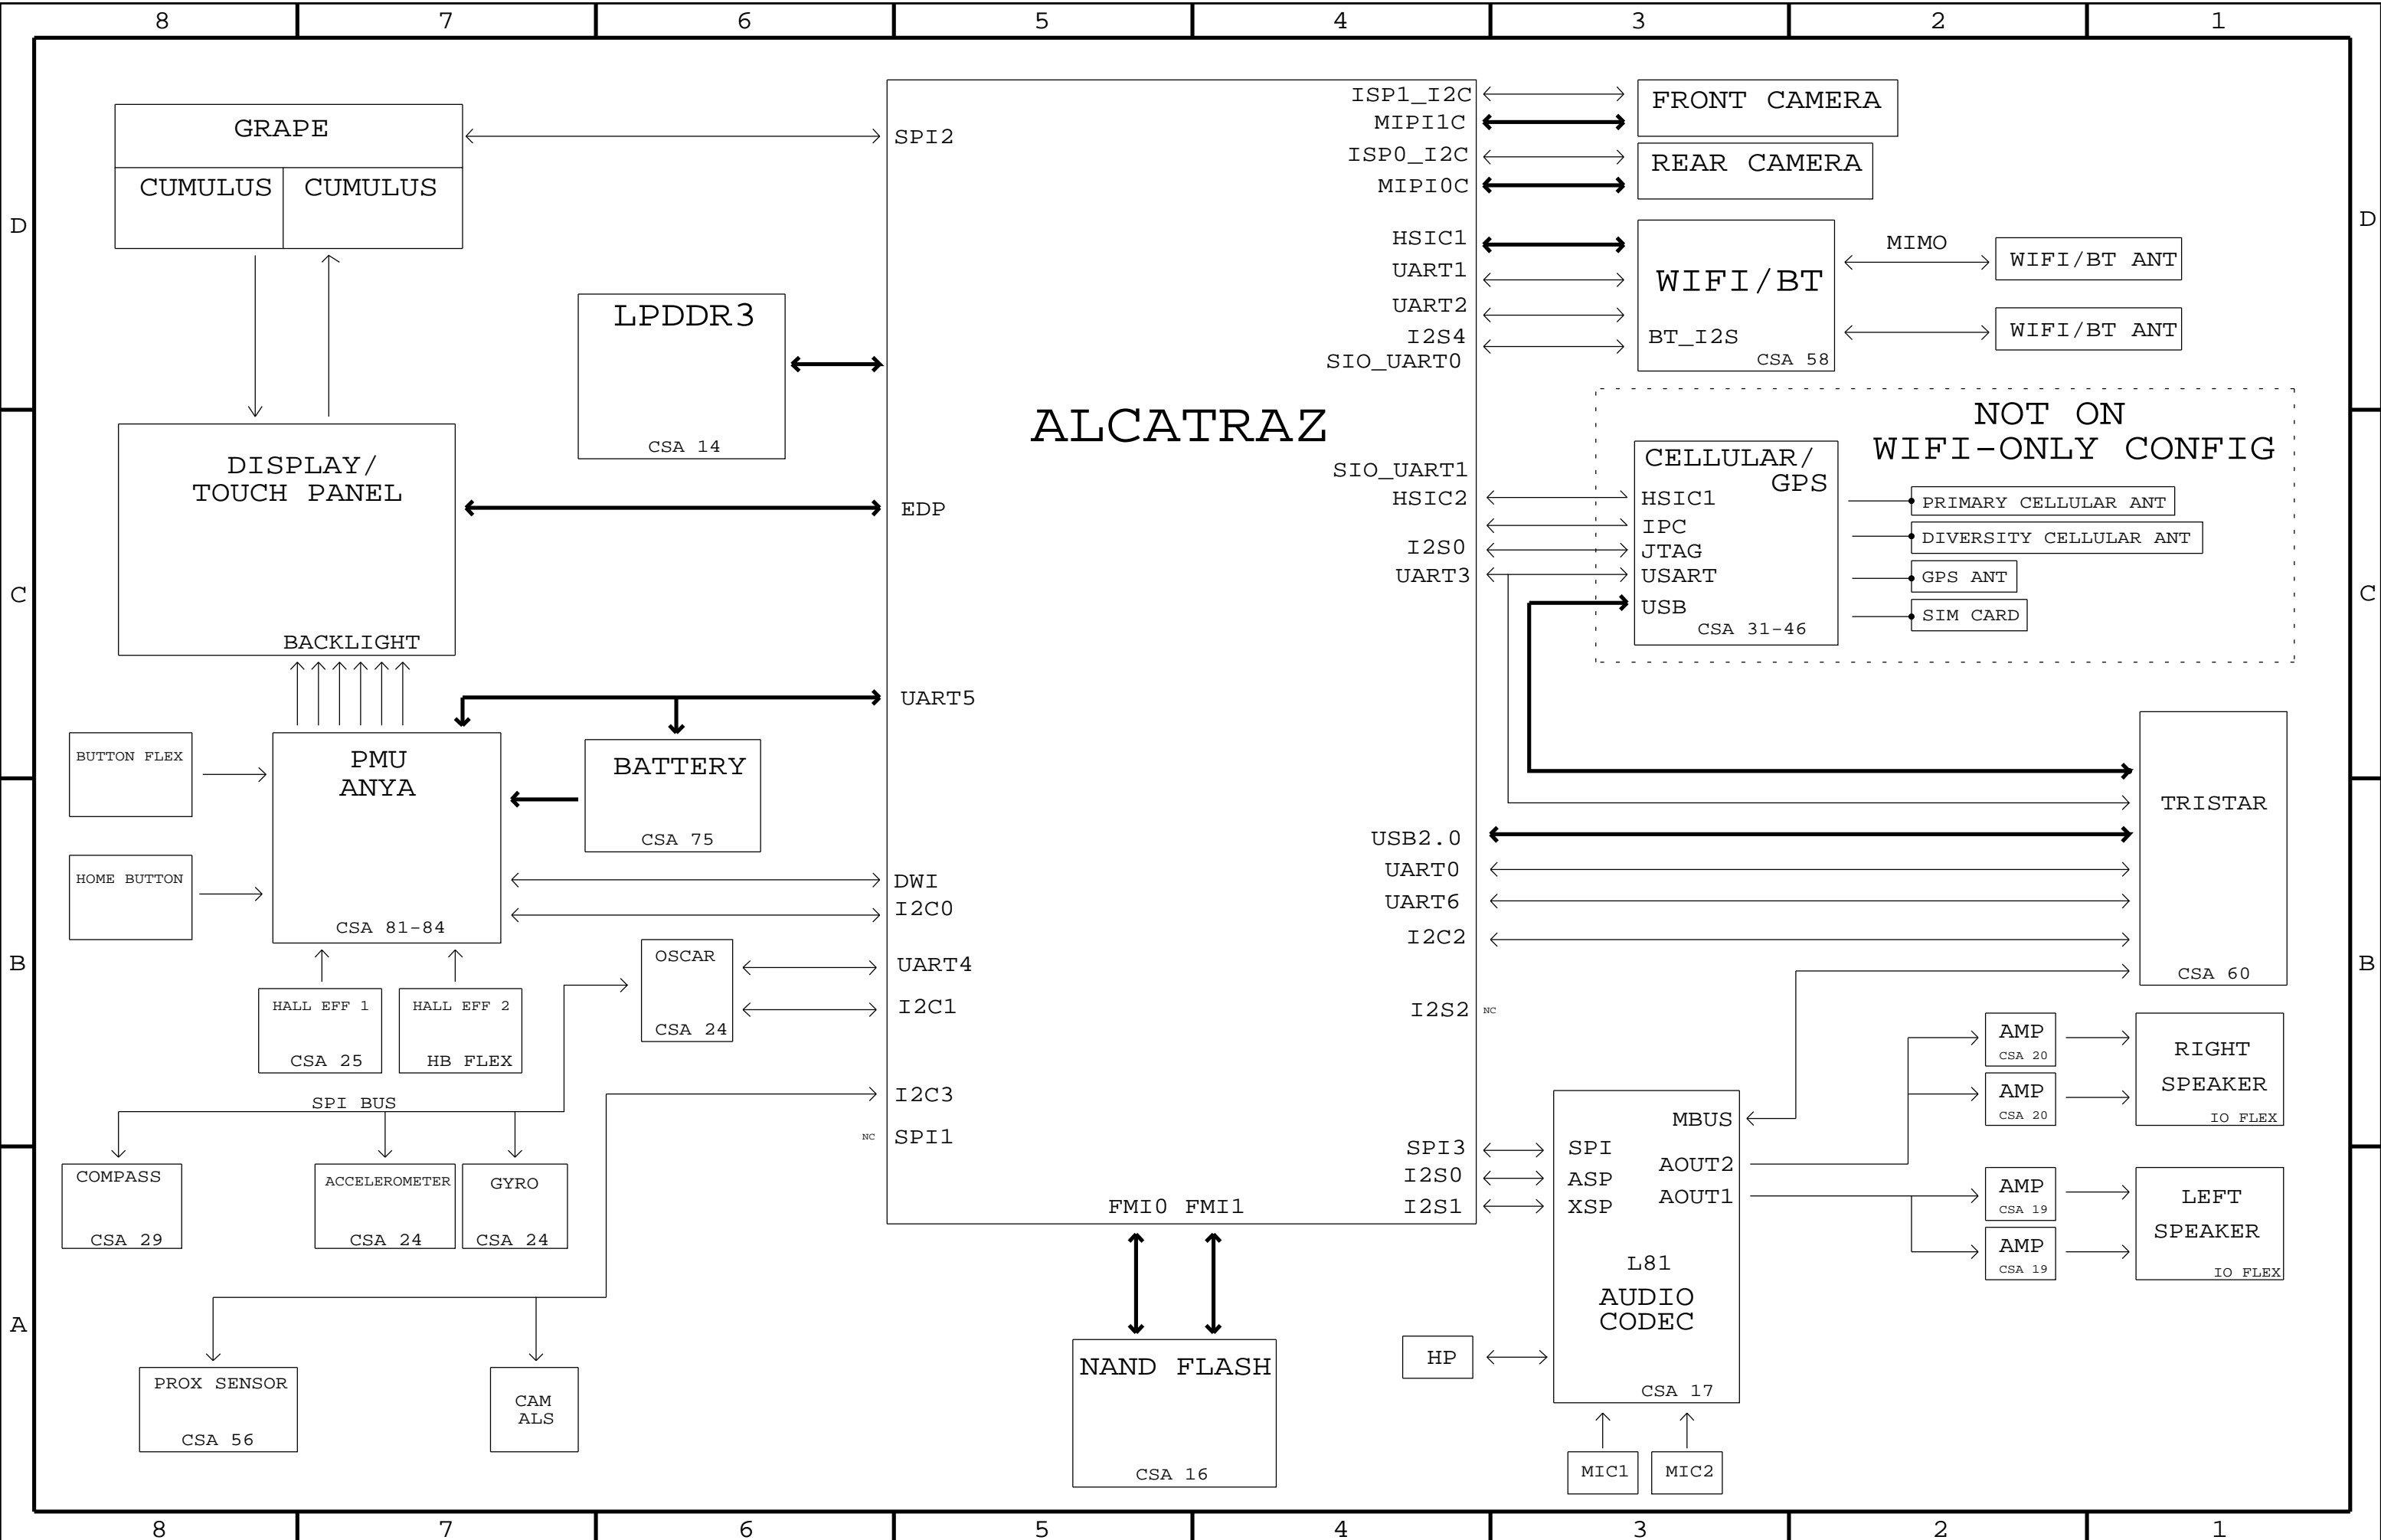 8 7 6 5 4 3 2 1
D
C
B
A
GRAPE
CUMULUS CUMULUS
DISPLAY/
TOUCH PANEL
BACKLIGHT
LPDDR3
CSA 14
BUTTON FLEX
HOME BUTTON
PMU
ANYA
CSA 81-84
BATTERY
CSA 75
HALL EFF 1
CSA 25
HALL EFF 2
HB FLEX
OSCAR
CSA 24
SPI BUS
COMPASS
CSA 29
ACCELEROMETER
CSA 24
GYRO
CSA 24
PROX SENSOR
CSA 56
CAM
ALS
ALCATRAZ
SPI2
EDP
UART5
DWI
I2C0
UART4
I2C1
I2C3
NC SPI1
FMI0 FMI1
NAND FLASH
CSA 16
ISP1_I2C
MIPI1C
ISP0_I2C
MIPI0C
HSIC1
UART1
UART2
I2S4
SIO_UART0
SIO_UART1
HSIC2
I2S0
UART3
USB2.0
UART0
UART6
I2C2
I2S2 NC
SPI3
I2S0
I2S1
FRONT CAMERA
REAR CAMERA
WIFI/BT
BT_I2S
CSA 58
MIMO
WIFI/BT ANT
WIFI/BT ANT
NOT ON
WIFI-ONLY CONFIG
CELLULAR/
GPS
HSIC1
IPC
JTAG
USART
USB
CSA 31-46
PRIMARY CELLULAR ANT
DIVERSITY CELLULAR ANT
GPS ANT
SIM CARD
TRISTAR
CSA 60
MBUS
SPI
ASP
XSP
AOUT2
AOUT1
L81
AUDIO
CODEC
CSA 17
HP
MIC1
MIC2
AMP
CSA 20
AMP
CSA 20
RIGHT
SPEAKER
IO FLEX
AMP
CSA 19
AMP
CSA 19
LEFT
SPEAKER
IO FLEX
D
C
B
A
8 7 6 5 4 3 2 1